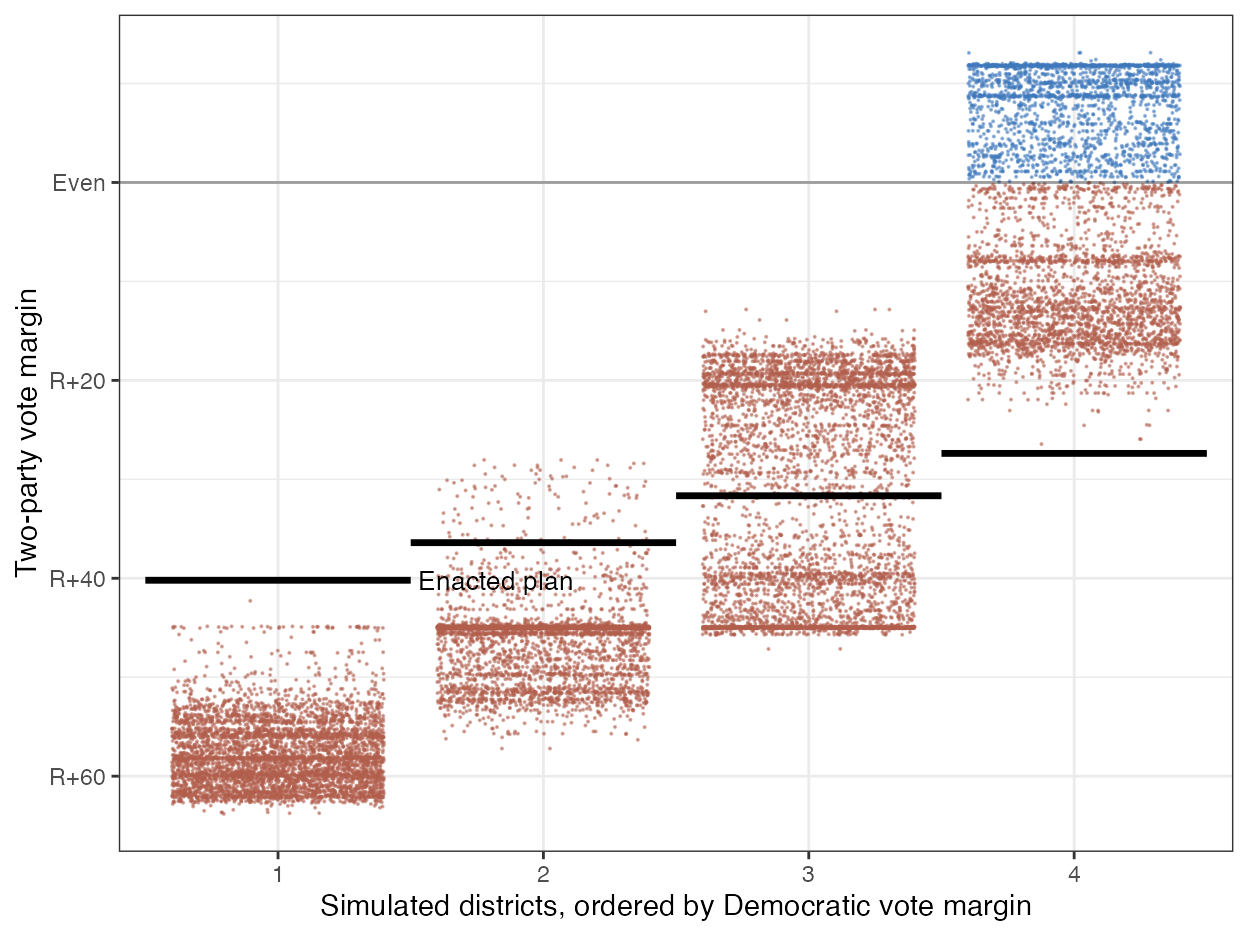 Two-party vote margin
Even
R+20
R+40
R+60
Enacted plan
1
2
3
4
Simulated districts, ordered by Democratic vote margin